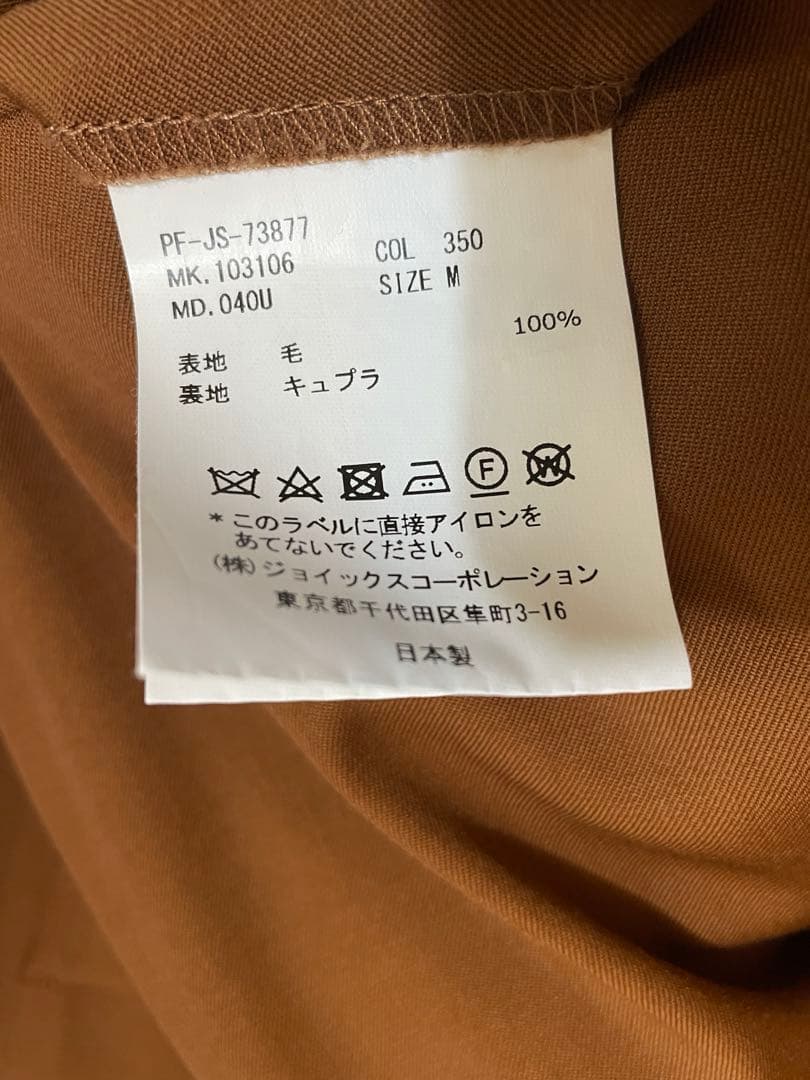 PF-JS-73877
MK.103106 COL 350
MD.040U SIZE M
100%
表地 毛
裏地 キュプラ
F W
* このラベルに直接アイロンを
あてないでください。
(株)ジョイックスコーポレーション
東京都千代田区隼町3-16
日本製